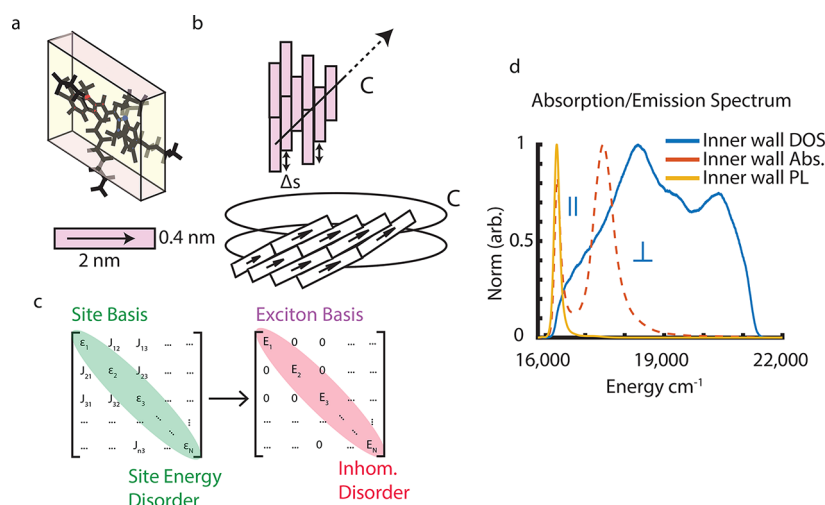 a
b
C
Δs
C
0.4 nm
2 nm
c
Site Basis
ε1 J12 J13 ... ...
J21 ε2 J23 ... ...
J31 J32 ε3 ... ...
... ... ... ... ⋮
... ... Jn3 ... εN
Site Energy
Disorder
Exciton Basis
E1 0 0 ... ...
0 E2 0 ... ...
0 0 E3 ... ...
... ... ... ... ⋮
... ... 0 ... EN
Inhom.
Disorder
d
Absorption/Emission Spectrum
Inner wall DOS
Inner wall Abs.
Inner wall PL
||
⊥
1
0.5
0
Norm (arb.)
16,000 19,000 22,000
Energy cm-1